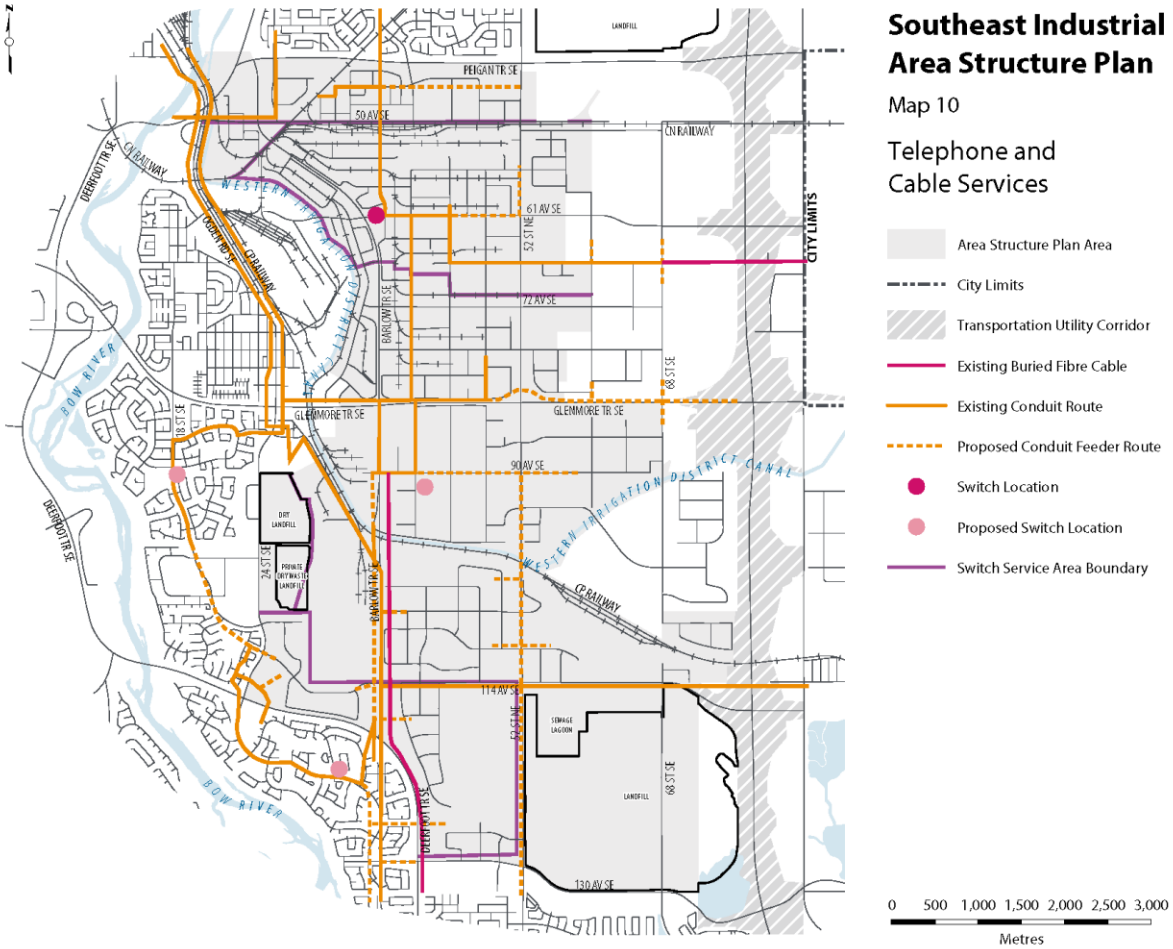 Southeast Industrial
Area Structure Plan
Map 10
Telephone and
Cable Services
Area Structure Plan Area
City Limits
Transportation Utility Corridor
Existing Buried Fibre Cable
Existing Conduit Route
Proposed Conduit Feeder Route
Switch Location
Proposed Switch Location
Switch Service Area Boundary
0 500 1,000 1,500 2,000 2,500 3,000
Metres
N
LANDFILL
PEIGAN TR SE
50 AV SE
CN RAILWAY
CN RAILWAY
DEERFOOT TR SE
WESTERN IRRIGATION DISTRICT CANAL
61 AV SE
52 ST NE
CITY LIMITS
OGDEN RD SE
CP RAILWAY
BARLOW TR SE
72 AV SE
BOW RIVER
68 ST SE
GLENMORE TR SE
GLENMORE TR SE
18 ST SE
90 AV SE
WESTERN IRRIGATION DISTRICT CANAL
DEERFOOT TR SE
DRY
LANDFILL
24 ST SE
PRIVATE
DRY WASTE
LANDFILL
BARLOW TR SE
CP RAILWAY
114 AV SE
52 ST NE
SEWAGE
LAGOON
68 ST SE
LANDFILL
BOW RIVER
DEERFOOT TR SE
130 AV SE